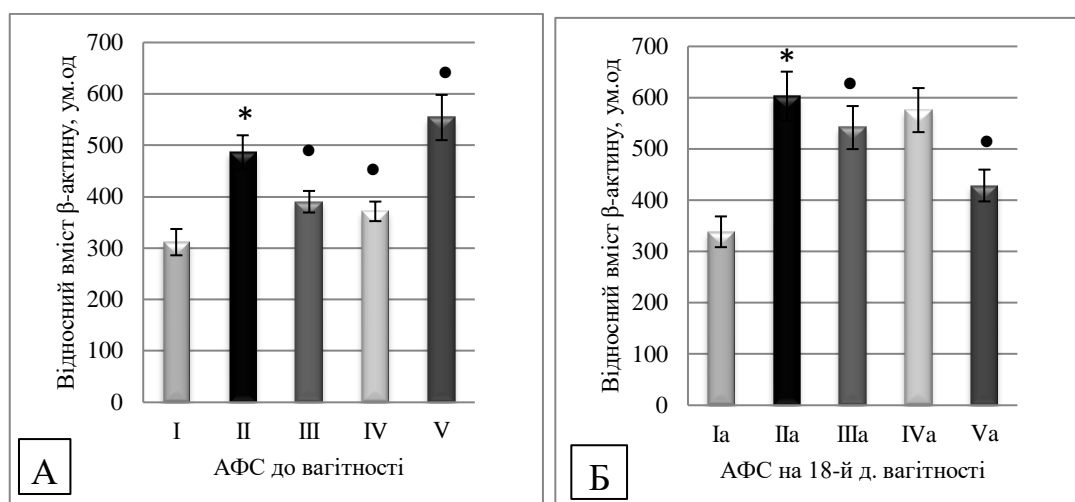 700
600
500
400
300
200
100
0
Відносний вміст β-актину, ум.од
*
●
●
●
I
II
III
IV
V
АФС до вагітності
А
700
600
500
400
300
200
100
0
Відносний вміст β-актину, ум.од
*
●
●
Ia
IIa
IIIa
IVa
Va
АФС на 18-й д. вагітності
Б